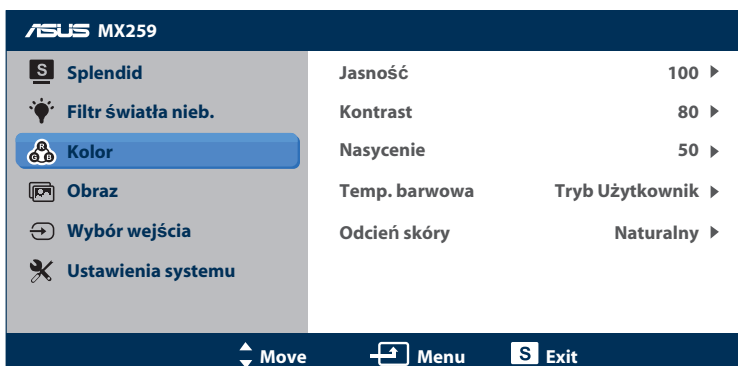 ASUS MX259
S Splendid
Jasność 100
Filtr światła nieb.
Kontrast 80
R G B Kolor
Nasycenie 50
Obraz
Temp. barwowa Tryb Użytkownik
Wybór wejścia
Odcień skóry Naturalny
Ustawienia systemu
Move Menu S Exit